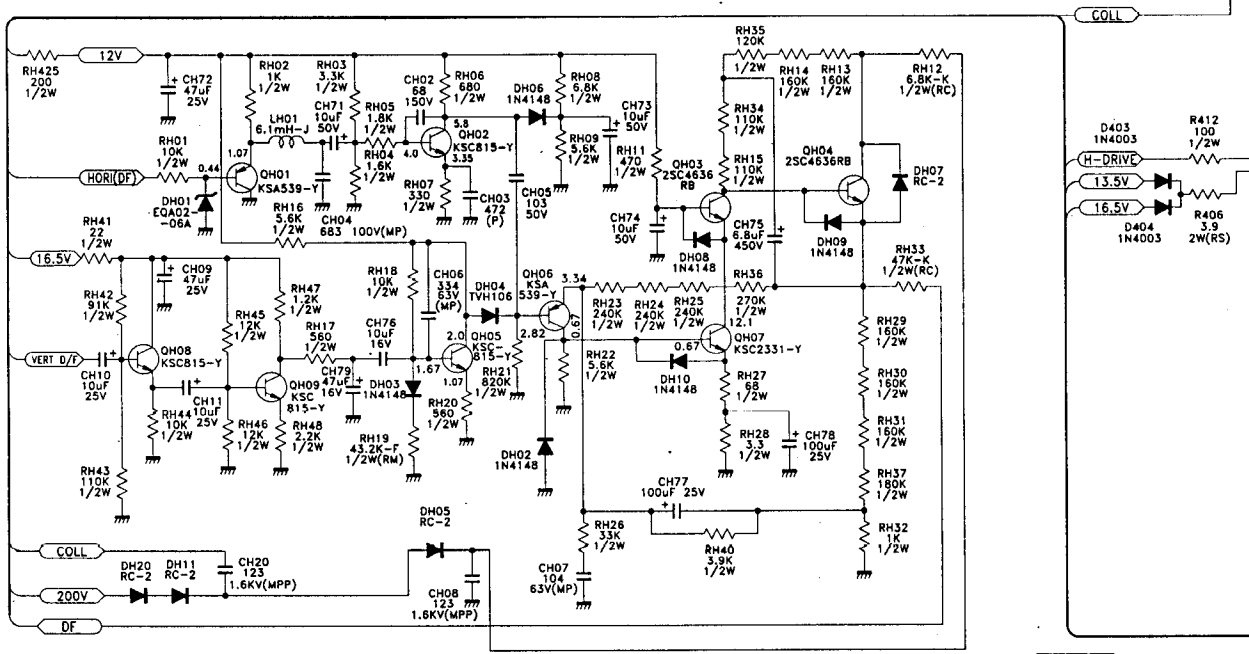 COLL
12V
RH425
200
1/2W
CH72
47uF
25V
RH02
1K
1/2W
RH03
3.3K
1/2W
CH71
10uF
50V
LH01
6.1mH-J
RH05
1.8K
1/2W
CH02
68
150V
RH06
680
1/2W
DH06
1N4148
RH08
6.8K
1/2W
CH73
10uF
50V
RH35
120K
1/2W
RH14
160K
1/2W
RH13
160K
1/2W
RH12
6.8K-K
1/2W(RC)
RH34
110K
1/2W
RH01
10K
1/2W
1.07
0.44
HORI(DF)
QH01
KSA539-Y
DH01
EQA02
-06A
RH04
1.6K
1/2W
CH04
683
100V(MP)
5.8
QH02
KSC815-Y
4.0
3.35
RH07
330
1/2W
CH03
472
(P)
CH05
103
50V
RH09
5.6K
1/2W
RH11
470
1/2W
QH03
2SC4636
RB
RH15
110K
1/2W
QH04
2SC4636RB
DH07
RC-2
CH74
10uF
50V
DH08
1N4148
CH75
6.8uF
450V
DH09
1N4148
RH33
47K-K
1/2W(RC)
D403
1N4003
H-DRIVE
R412
100
1/2W
13.5V
16.5V
D404
1N4003
R406
3.9
2W(RS)
RH41
22
1/2W
16.5V
RH16
5.6K
1/2W
CH09
47uF
25V
RH42
91K
1/2W
RH45
12K
1/2W
RH47
1.2K
1/2W
RH18
10K
1/2W
CH06
334
63V
(MP)
DH04
TVH106
QH06
KSA
539-Y
3.34
0.67
2.82
RH23
240K
1/2W
RH24
240K
1/2W
RH25
240K
1/2W
RH36
270K
1/2W
RH29
160K
1/2W
VERT D/F
CH10
10uF
25V
QH08
KSC815-Y
RH17
560
1/2W
CH76
10uF
16V
2.0
QH05
KSC-
815-Y
1.67
1.07
RH21
820K
1/2W
RH22
5.6K
1/2W
12.1
0.67
QH07
KSC2331-Y
DH10
1N4148
RH27
68
1/2W
RH30
160K
1/2W
RH44
10K
1/2W
CH11
10uF
25V
QH09
KSC
815-Y
CH79
47uF
16V
DH03
1N4148
RH20
560
1/2W
RH46
12K
1/2W
RH48
2.2K
1/2W
RH19
43.2K-F
1/2W(RM)
DH02
1N4148
RH28
3.3
1/2W
CH78
100uF
25V
RH31
160K
1/2W
RH43
110K
1/2W
RH37
180K
1/2W
CH77
100uF 25V
RH32
1K
1/2W
RH26
33K
1/2W
RH40
3.9K
1/2W
CH07
104
63V(MP)
DH05
RC-2
CH08
123
1.6KV(MPP)
COLL
CH20
123
1.6KV(MPP)
DH20
RC-2
DH11
RC-2
200V
DF